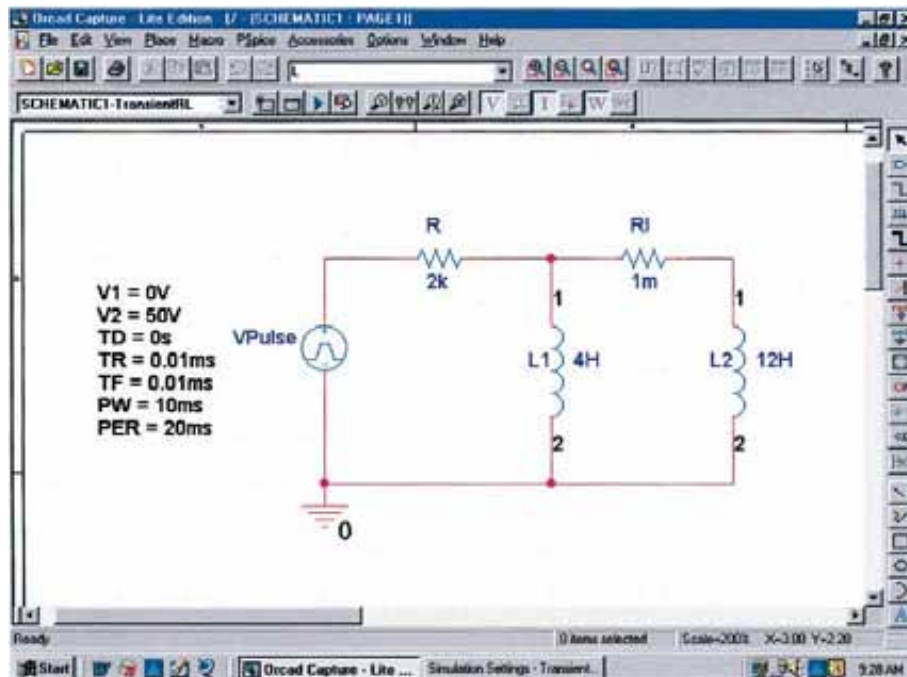 Orcad Capture - Lite Edition - [/ - (SCHEMATIC1 : PAGE1)]
File Edit View Place Macro PSpice Accessories Options Window Help
L
SCHEMATIC1-TransientRL
V I W
R
2k
Rl
1m
V1 = 0V
V2 = 50V
TD = 0s
TR = 0.01ms
TF = 0.01ms
PW = 10ms
PER = 20ms
VPulse
1
L1 4H
2
1
L2 12H
2
0
Ready
0 items selected
Scale=200% X=3.00 Y=2.20
Start
Orcad Capture - Lite ...
Simulation Settings - Transient...
9:28 AM